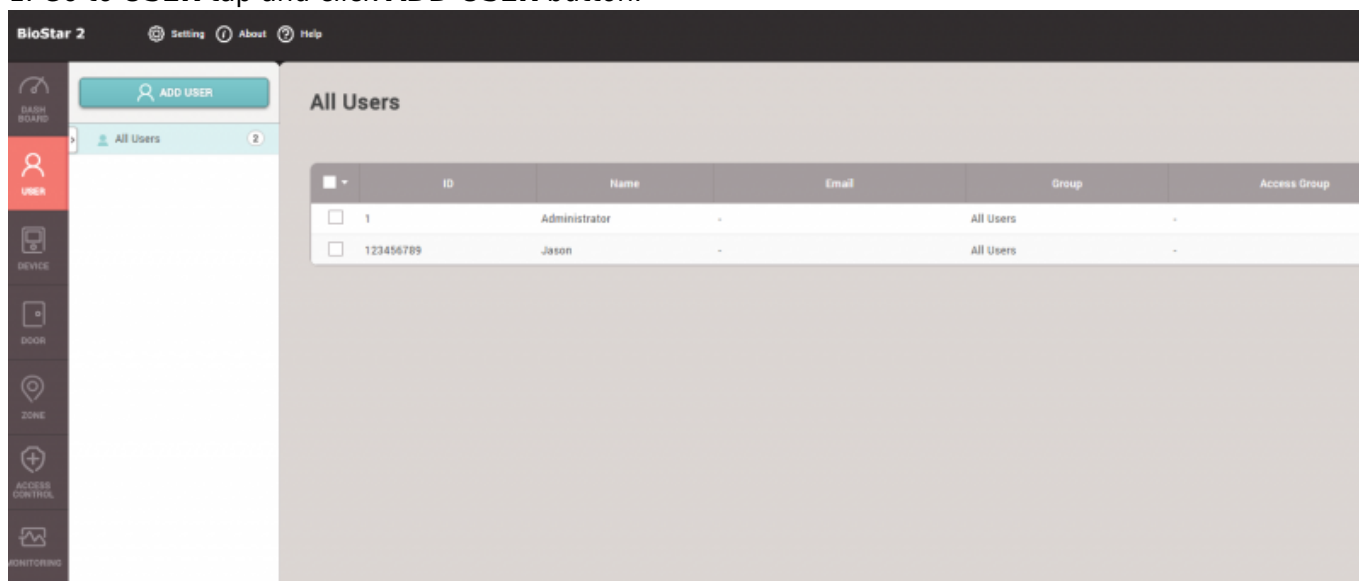 1. Go to USER tap and click ADD USER button.
BioStar 2 Setting About Help
ADD USER
All Users 2
DASH
BOARD
USER
DEVICE
DOOR
ZONE
ACCESS
CONTROL
MONITORING
All Users
ID Name Email Group Access Group
1 Administrator - All Users -
123456789 Jason - All Users -